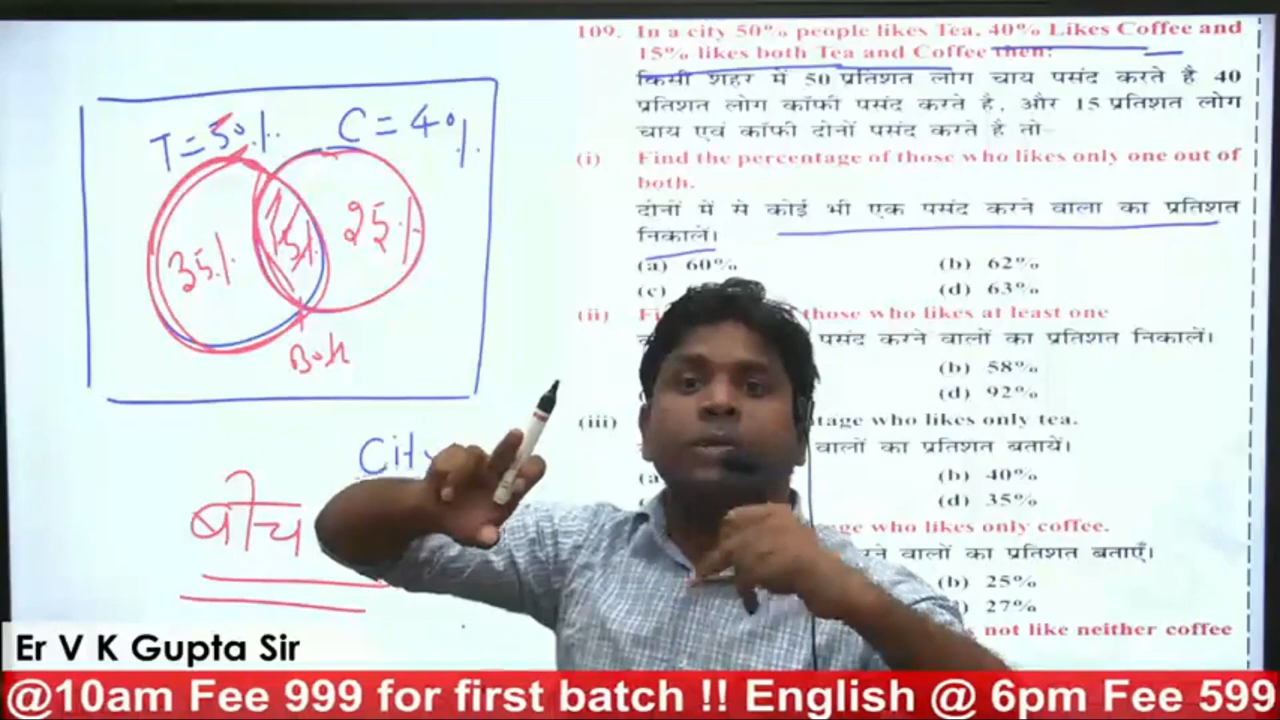 109. In a city 50% people likes Tea, 40% Likes Coffee and
15% likes both Tea and Coffee then:
किसी शहर में 50 प्रतिशत लोग चाय पसंद करते है 40
प्रतिशत लोग कॉफी पसंद करते है, और 15 प्रतिशत लोग
चाय एवं कॉफी दोनों पसंद करते है तो
(i) Find the percentage of those who likes only one out of
both.
दोनों में से कोई भी एक पसंद करने वाला का प्रतिशत
निकालें।
(a) 60% (b) 62%
(c) (d) 63%
(ii) those who likes at least one
पसंद करने वालों का प्रतिशत निकालें।
(b) 58%
(d) 92%
(iii) who likes only tea.
वालों का प्रतिशत बतायें।
(b) 40%
(d) 35%
who likes only coffee.
वालों का प्रतिशत बताएँ।
(b) 25%
27%
not like neither coffee
T = 50% C = 40%
35% 15% 25%
Both
City
बीच
Er V K Gupta Sir
@10am Fee 999 for first batch !! English @ 6pm Fee 599